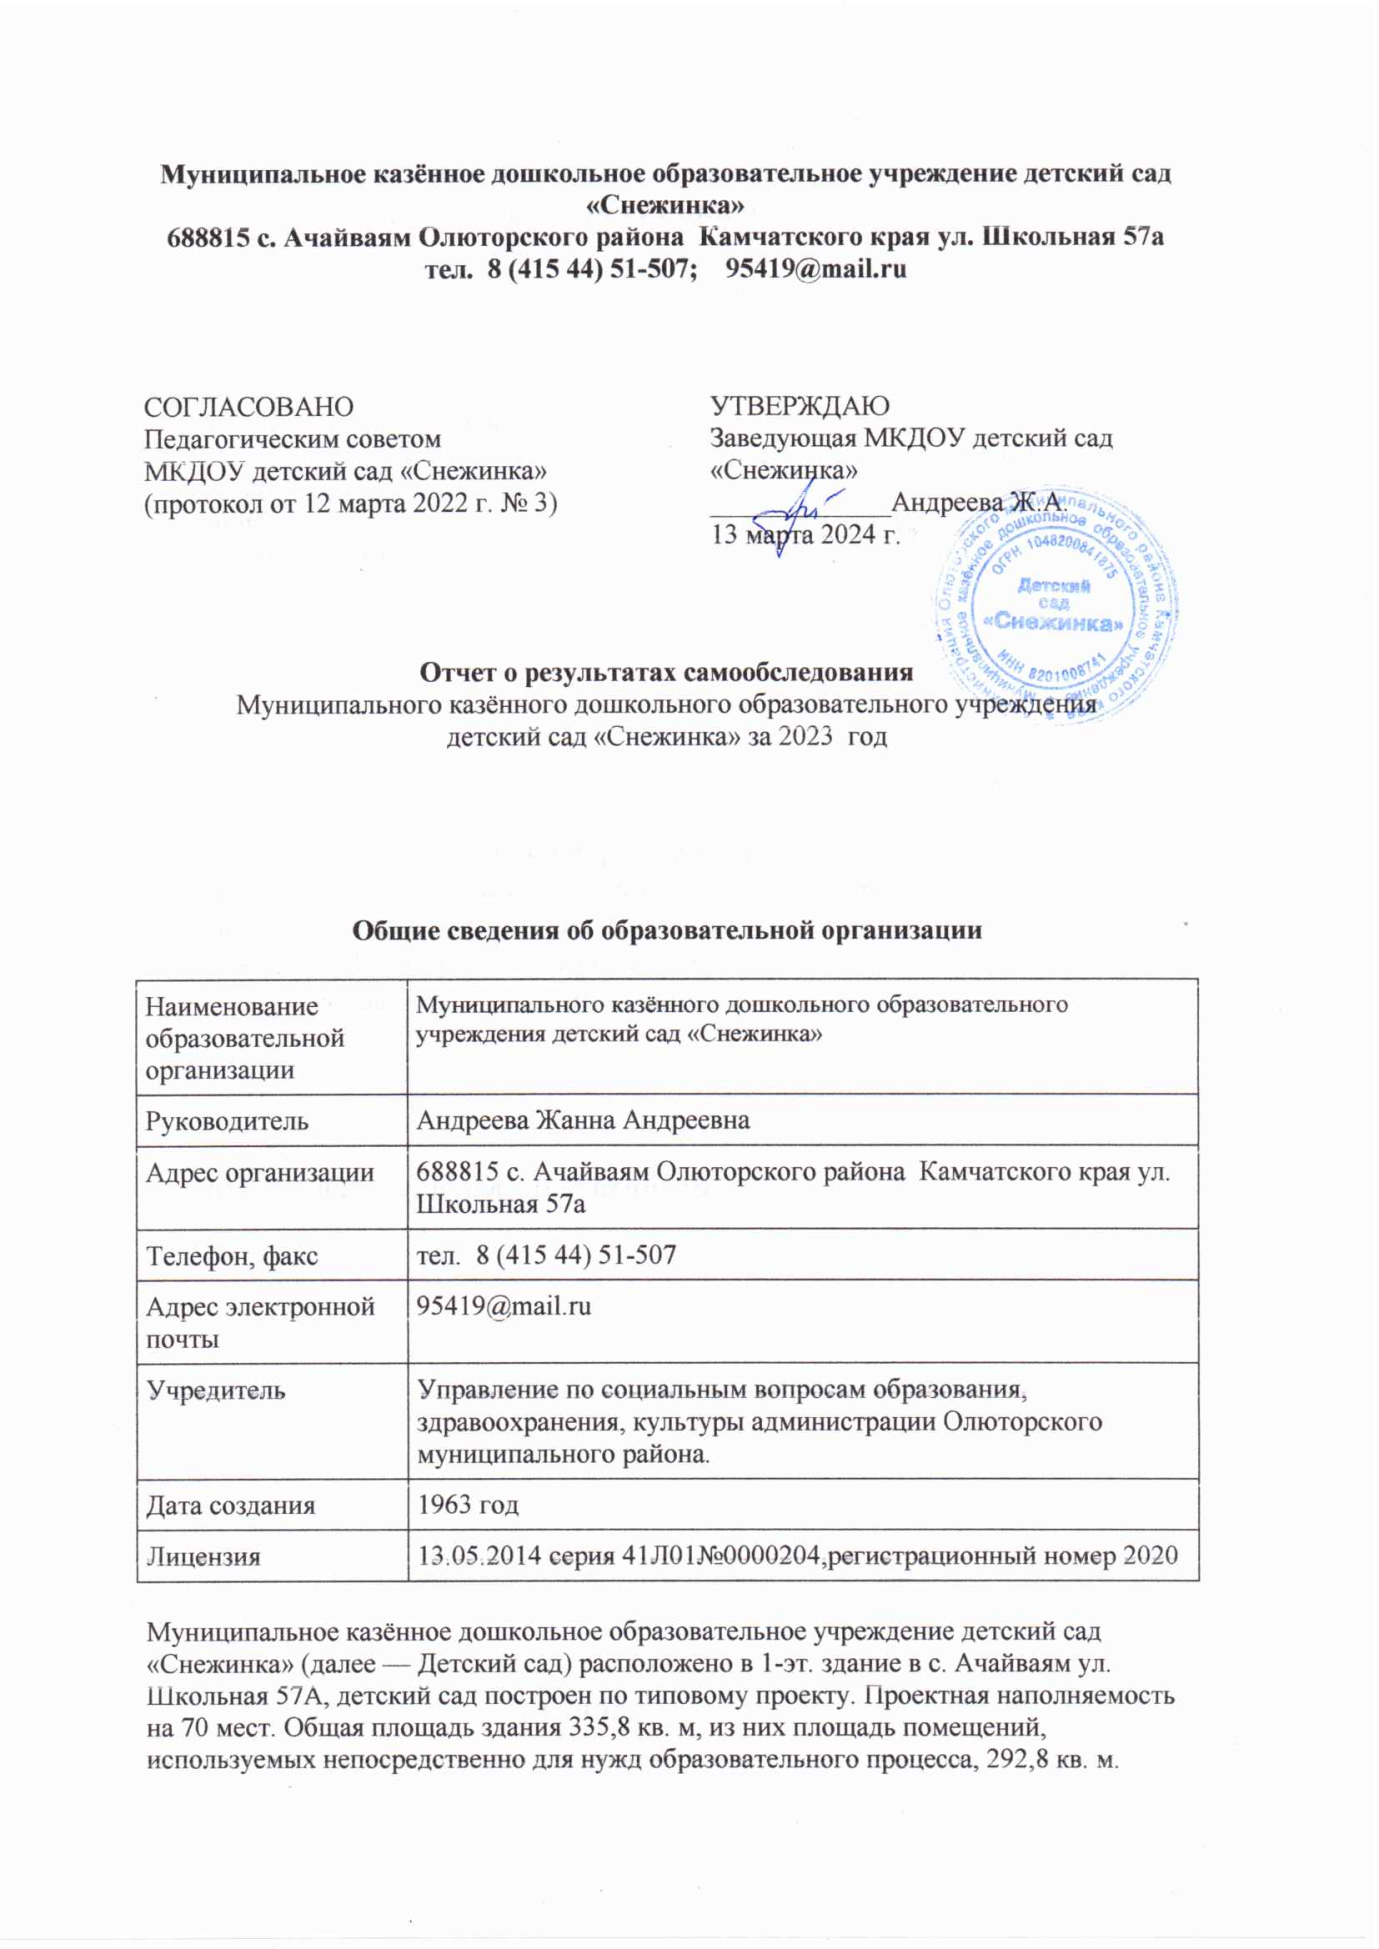 Муниципальное казённое дошкольное образовательное учреждение детский сад
«Снежинка»
688815 с. Ачайваям Олюторского района Камчатского края ул. Школьная 57а
тел. 8 (415 44) 51-507; 95419@mail.ru
СОГЛАСОВАНО
Педагогическим советом
МКДОУ детский сад «Снежинка»
(протокол от 12 марта 2022 г. № 3)
УТВЕРЖДАЮ
Заведующая МКДОУ детский сад
«Снежинка»
_____________Андреева Ж.А.
13 марта 2024 г.
ОГРН 1048200841875
Детский
сад
«Снежинка»
ИНН 8201008741
Отчет о результатах самообследования
Муниципального казённого дошкольного образовательного учреждения
детский сад «Снежинка» за 2023 год
Общие сведения об образовательной организации
Наименование
образовательной
организации
Муниципального казённого дошкольного образовательного
учреждения детский сад «Снежинка»
Руководитель
Андреева Жанна Андреевна
Адрес организации
688815 с. Ачайваям Олюторского района Камчатского края ул.
Школьная 57а
Телефон, факс
тел. 8 (415 44) 51-507
Адрес электронной
почты
95419@mail.ru
Учредитель
Управление по социальным вопросам образования,
здравоохранения, культуры администрации Олюторского
муниципального района.
Дата создания
1963 год
Лицензия
13.05.2014 серия 41Л01№0000204,регистрационный номер 2020
Муниципальное казённое дошкольное образовательное учреждение детский сад
«Снежинка» (далее — Детский сад) расположено в 1-эт. здание в с. Ачайваям ул.
Школьная 57А, детский сад построен по типовому проекту. Проектная наполняемость
на 70 мест. Общая площадь здания 335,8 кв. м, из них площадь помещений,
используемых непосредственно для нужд образовательного процесса, 292,8 кв. м.